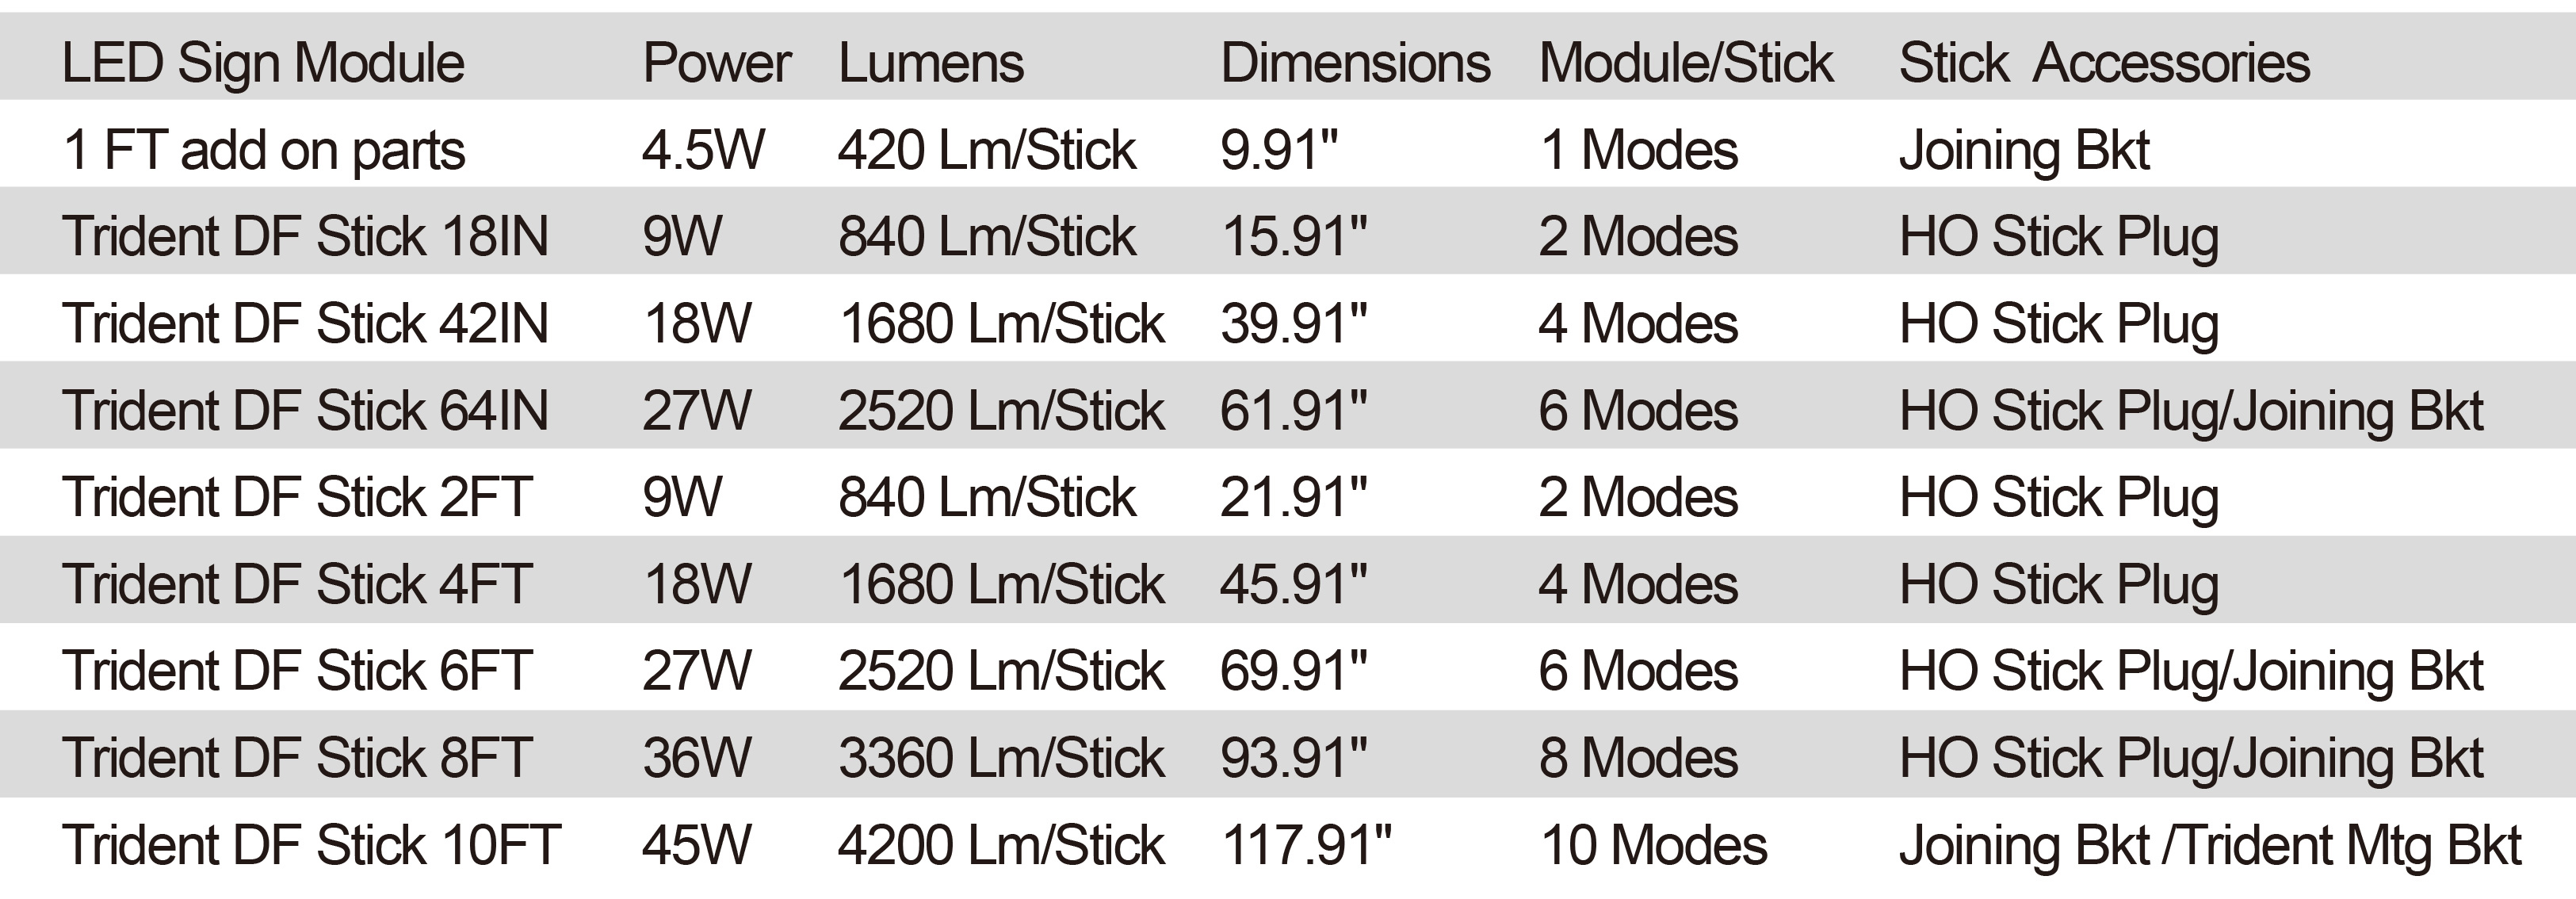 LED Sign Module Power Lumens Dimensions Module/Stick Stick Accessories
1 FT add on parts 4.5W 420 Lm/Stick 9.91" 1 Modes Joining Bkt
Trident DF Stick 18IN 9W 840 Lm/Stick 15.91" 2 Modes HO Stick Plug
Trident DF Stick 42IN 18W 1680 Lm/Stick 39.91" 4 Modes HO Stick Plug
Trident DF Stick 64IN 27W 2520 Lm/Stick 61.91" 6 Modes HO Stick Plug/Joining Bkt
Trident DF Stick 2FT 9W 840 Lm/Stick 21.91" 2 Modes HO Stick Plug
Trident DF Stick 4FT 18W 1680 Lm/Stick 45.91" 4 Modes HO Stick Plug
Trident DF Stick 6FT 27W 2520 Lm/Stick 69.91" 6 Modes HO Stick Plug/Joining Bkt
Trident DF Stick 8FT 36W 3360 Lm/Stick 93.91" 8 Modes HO Stick Plug/Joining Bkt
Trident DF Stick 10FT 45W 4200 Lm/Stick 117.91" 10 Modes Joining Bkt /Trident Mtg Bkt